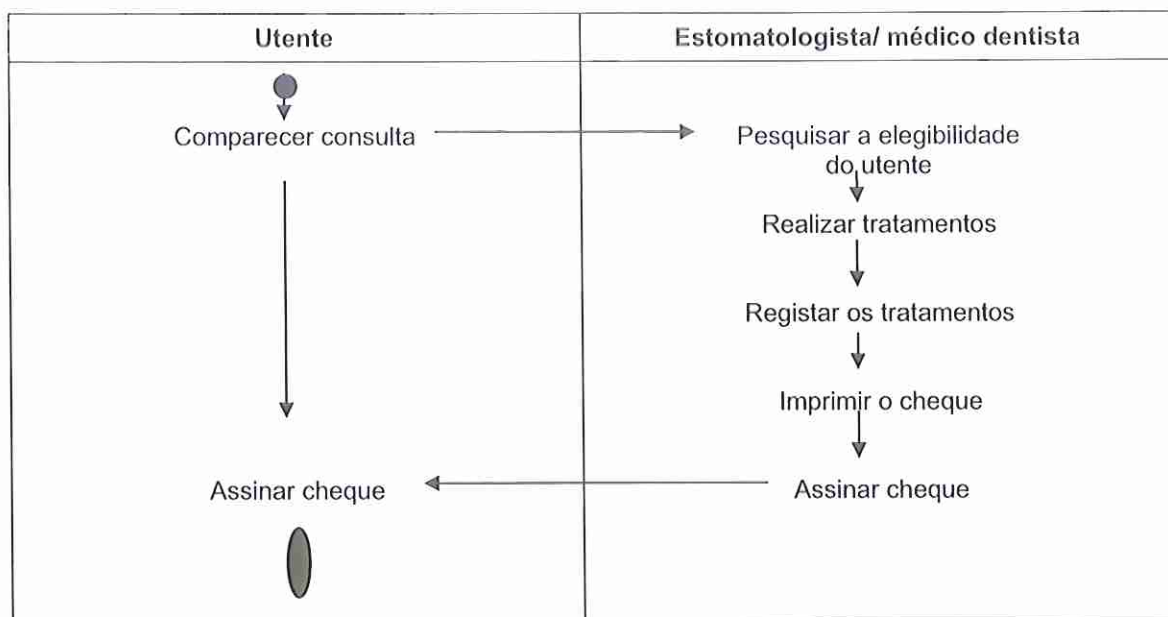 Utente
Estomatologista/ médico dentista
Comparecer consulta
Pesquisar a elegibilidade
do utente
Realizar tratamentos
Registar os tratamentos
Imprimir o cheque
Assinar cheque
Assinar cheque